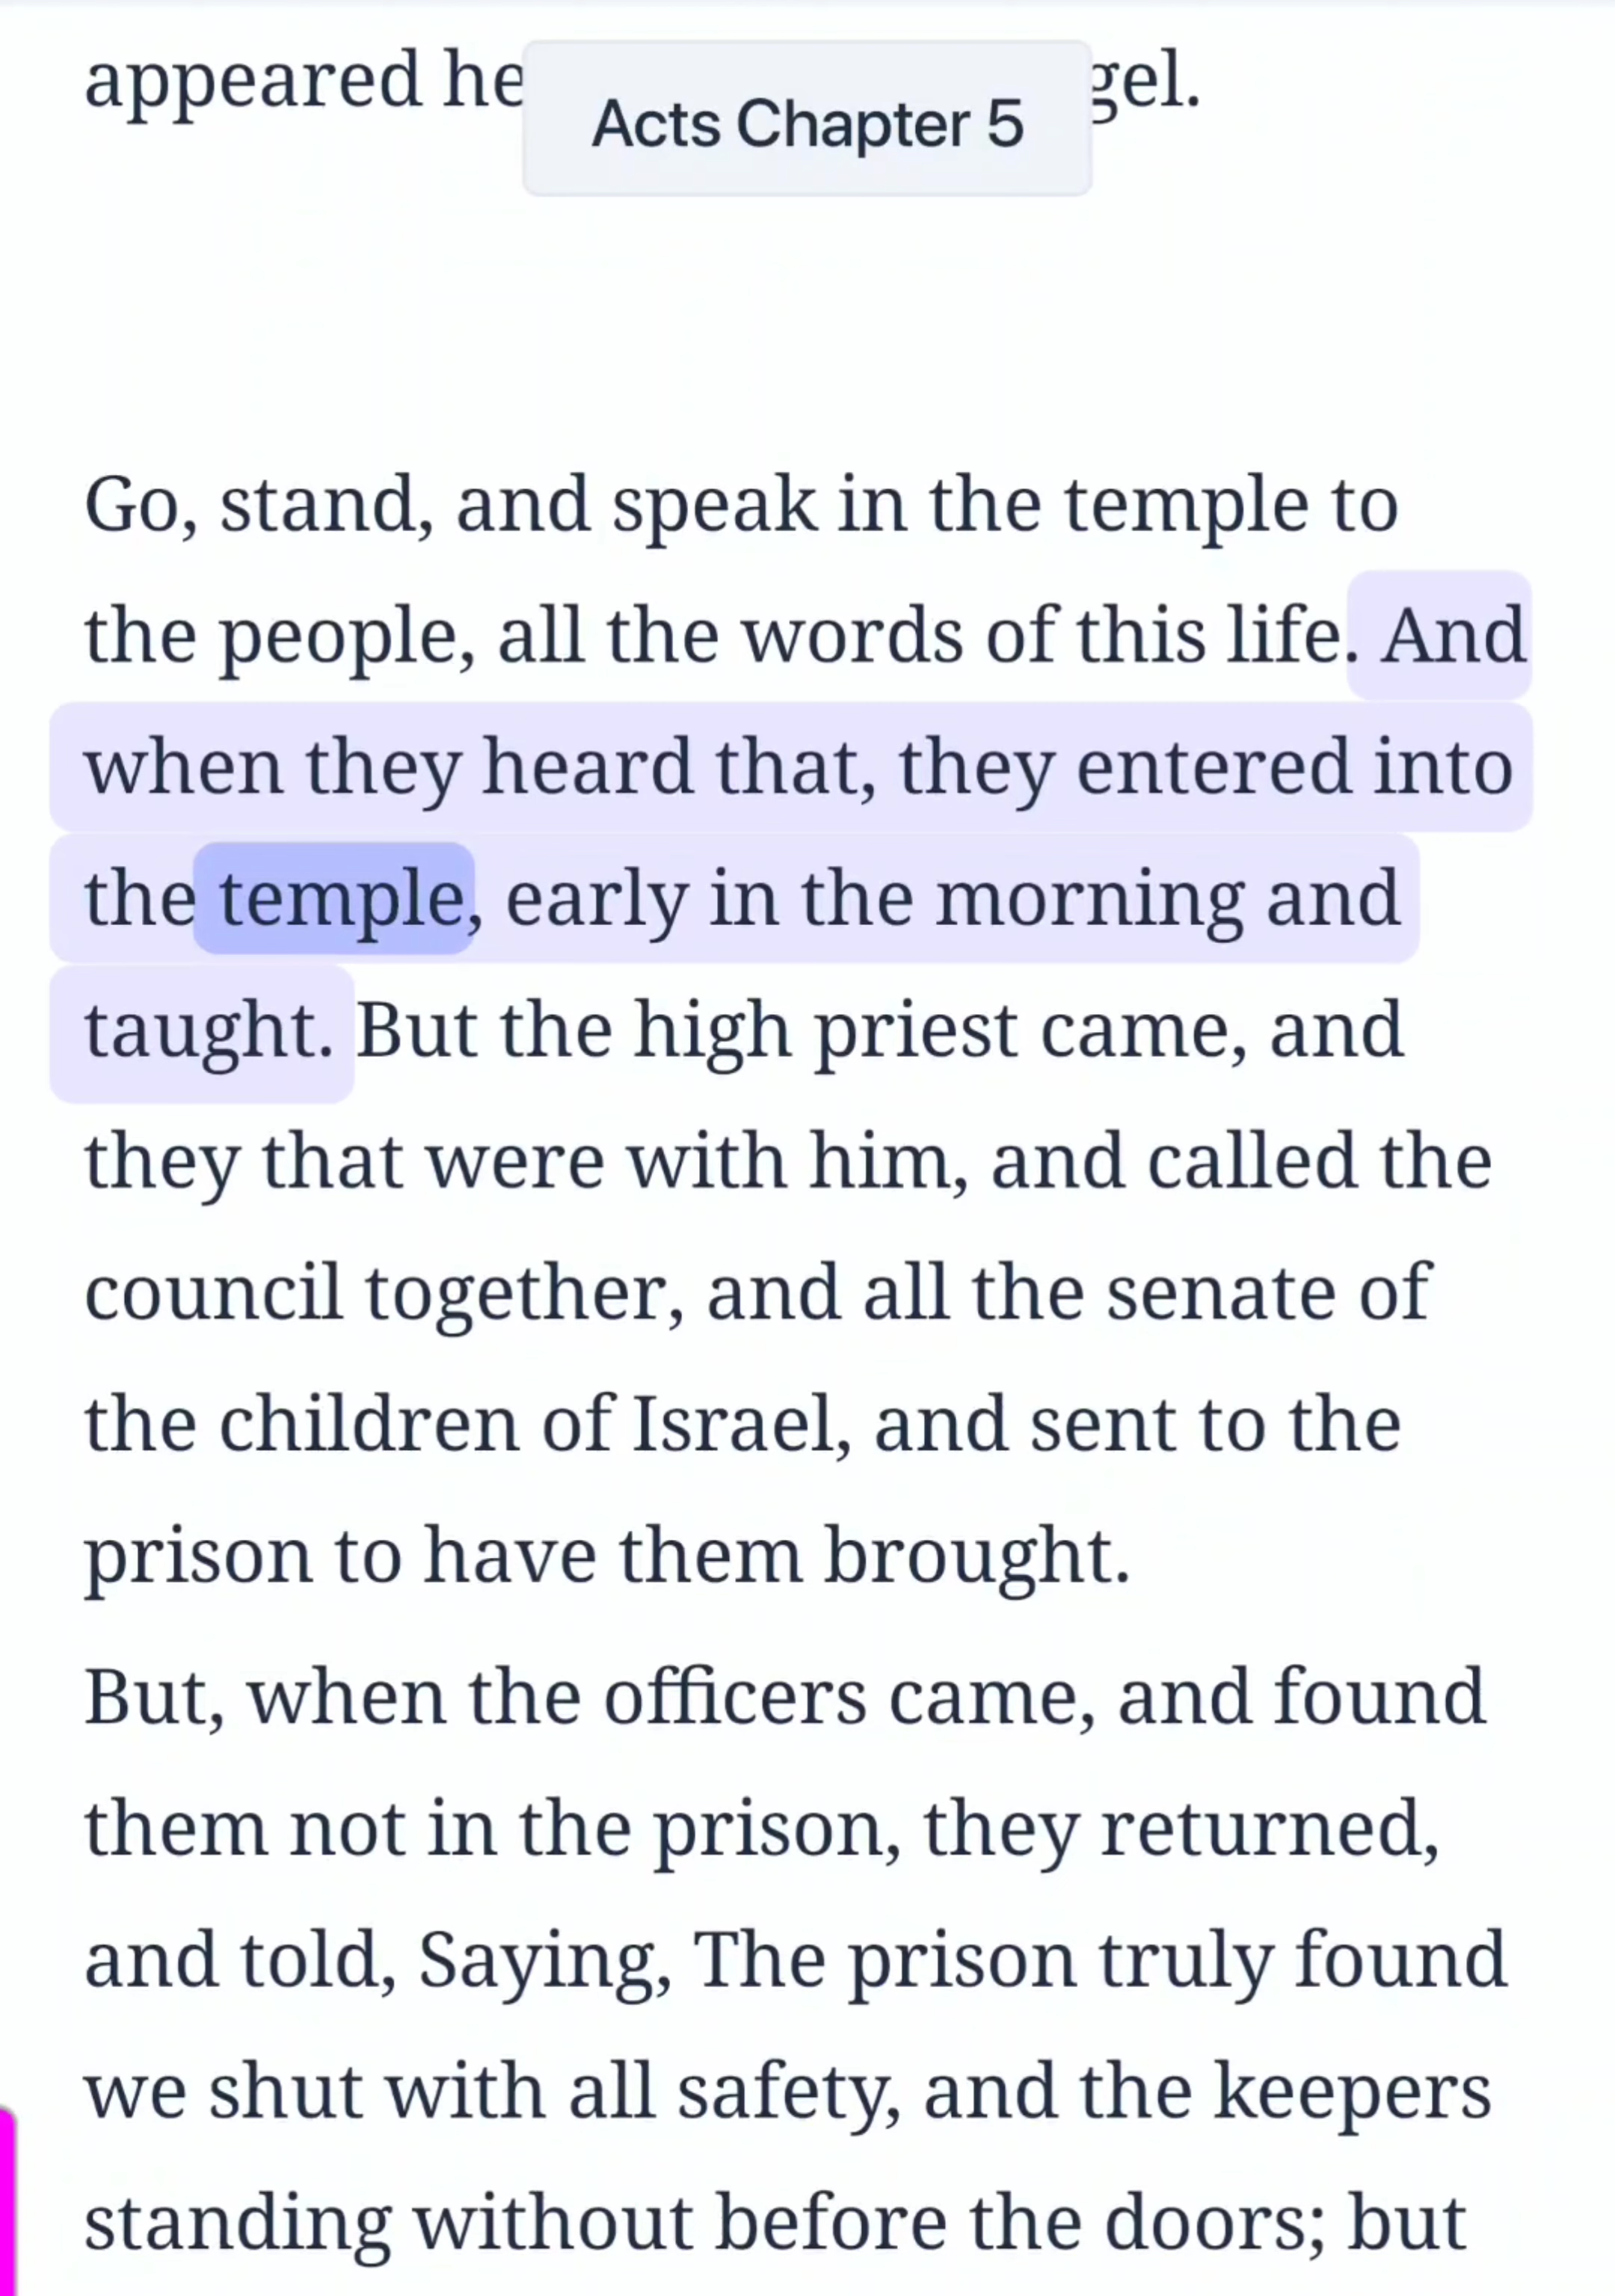 appeared he
gel.
Acts Chapter 5
Go, stand, and speak in the temple to
the people, all the words of this life. And
when they heard that, they entered into
the temple, early in the morning and
taught. But the high priest came, and
they that were with him, and called the
council together, and all the senate of
the children of Israel, and sent to the
prison to have them brought.
But, when the officers came, and found
them not in the prison, they returned,
and told, Saying, The prison truly found
we shut with all safety, and the keepers
standing without before the doors; but